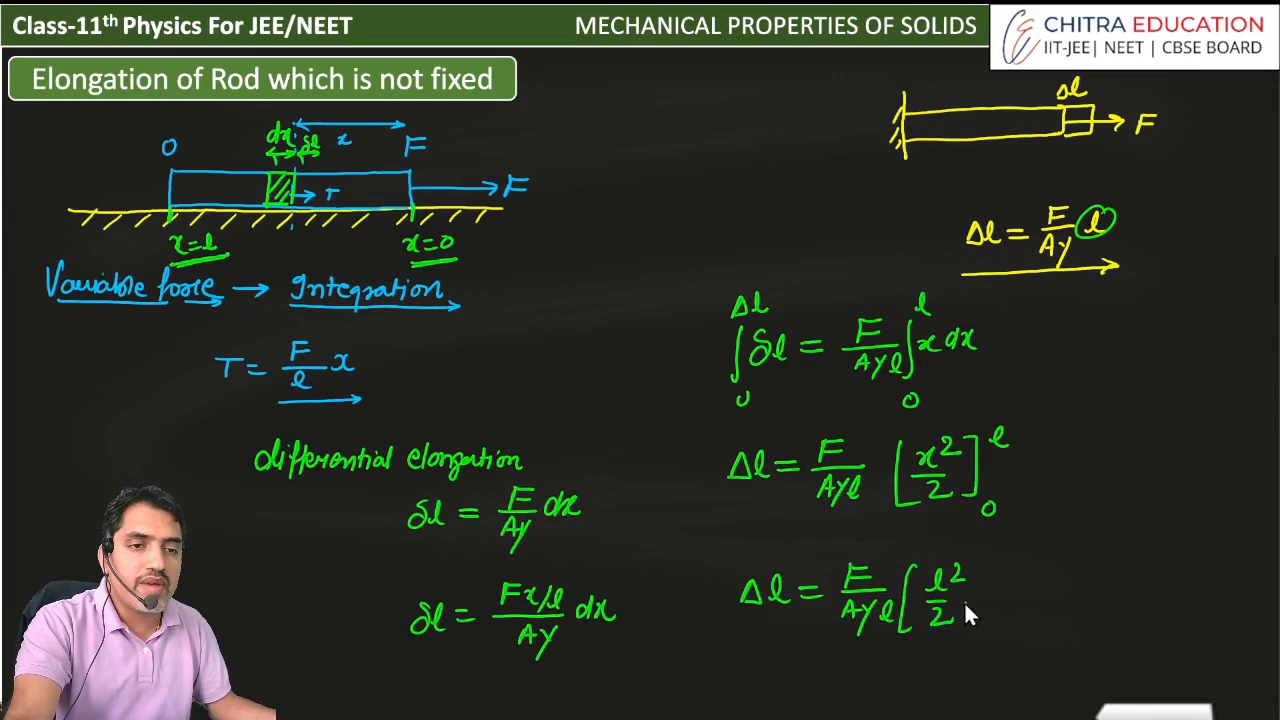 Class-11th Physics For JEE/NEET
MECHANICAL PROPERTIES OF SOLIDS
CHITRA EDUCATION
IIT-JEE| NEET | CBSE BOARD
Elongation of Rod which is not fixed
Δl
F
dx δl x
O F
T
F
x=l x=0
Variable force → Integration
T = F/l x
differential elongation
δl = F/AY dx
δl = Fx/l / AY dx
Δl = F/AY l
∫₀^Δl δl = F/AYl ∫₀^l x dx
Δl = F/AYl [x²/2]₀^l
Δl = F/AYl [l²/2